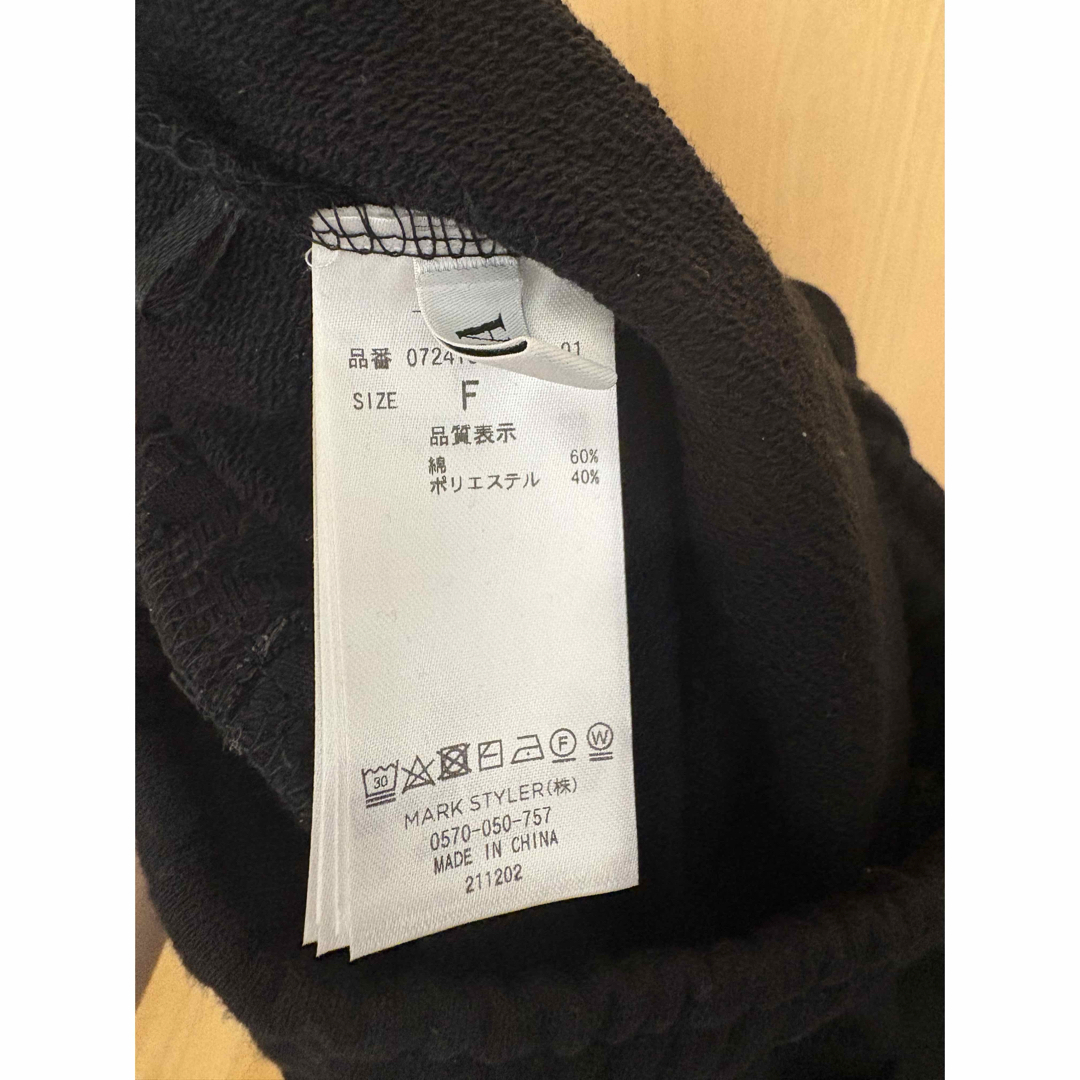 品番 0724 01
SIZE F
品質表示
綿 60%
ポリエステル 40%
30 F W
MARK STYLER(株)
0570-050-757
MADE IN CHINA
211202